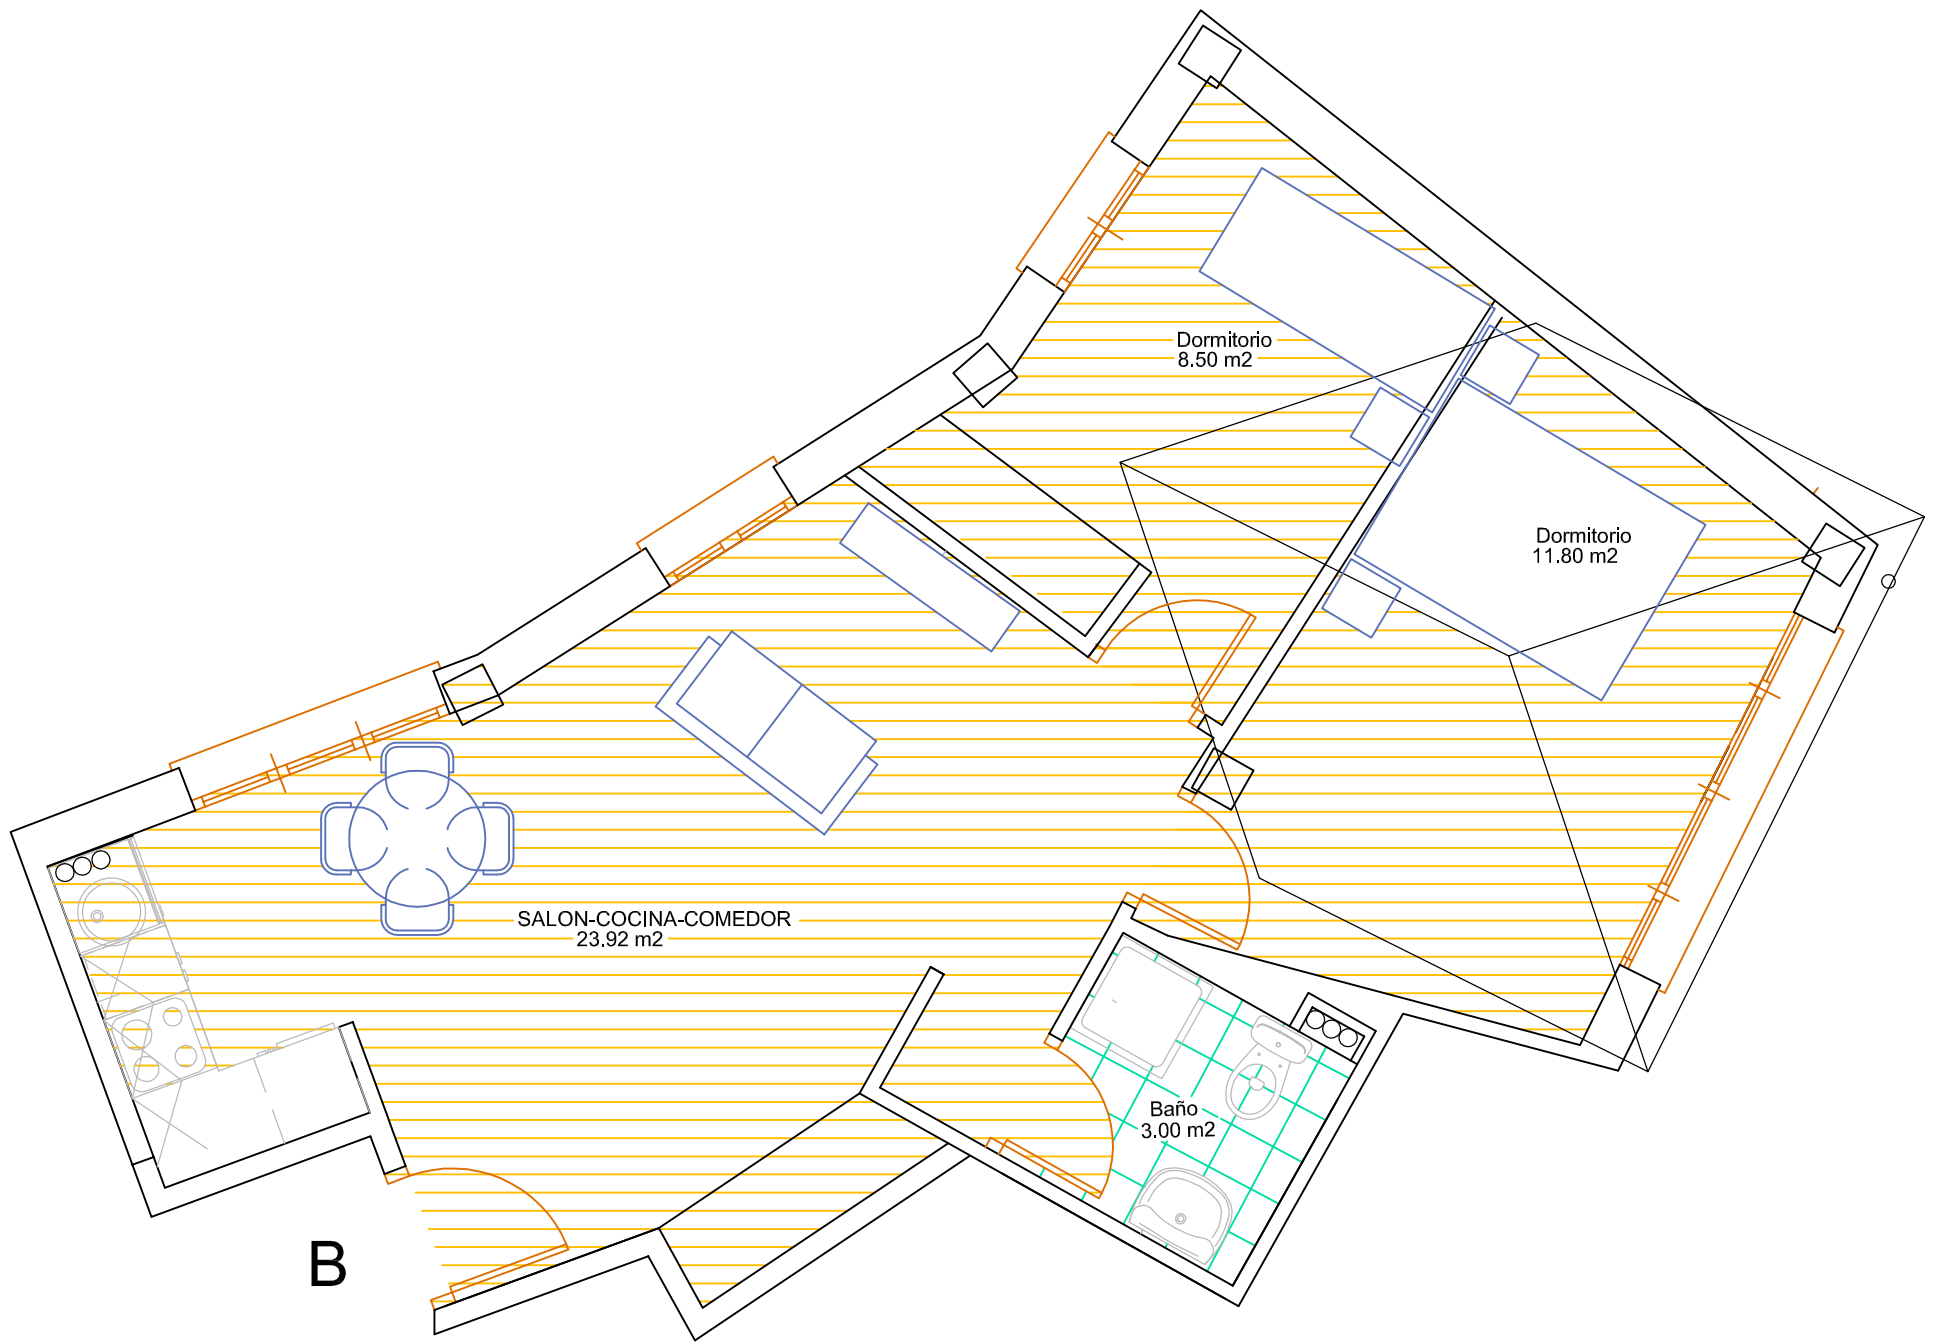 Dormitorio
8.50 m2
Dormitorio
11.80 m2
SALON-COCINA-COMEDOR
23.92 m2
Baño
3.00 m2
B